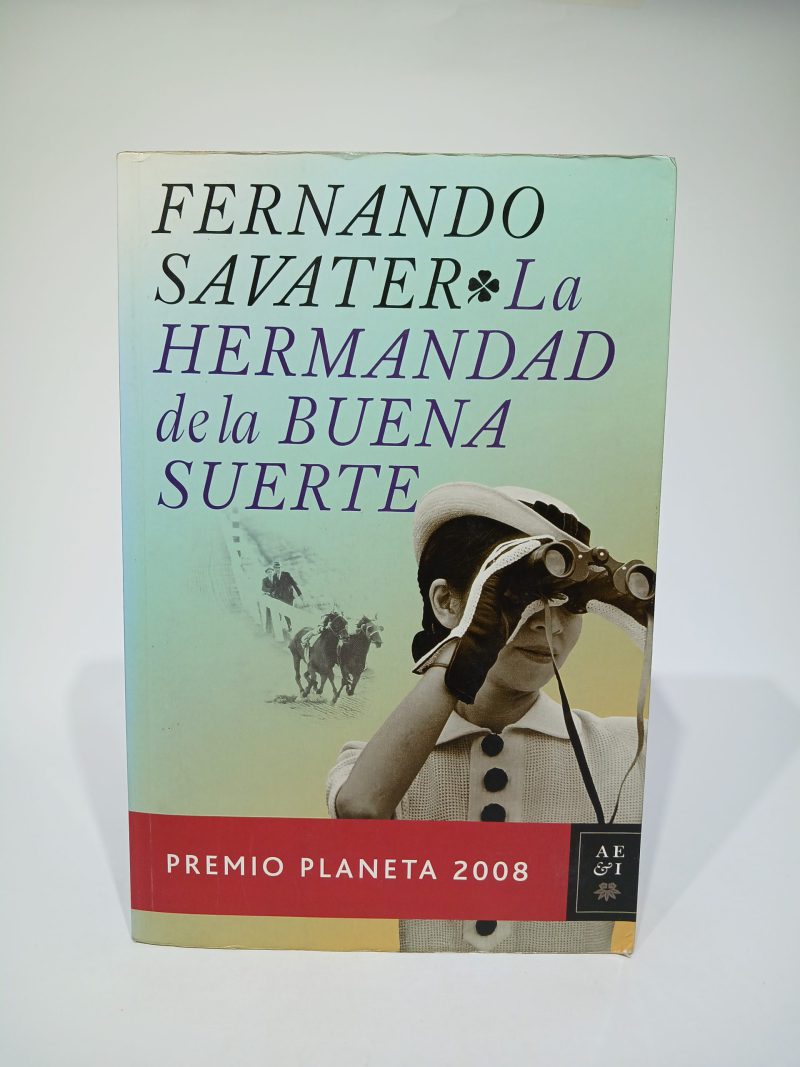 FERNANDO
SAVATER La
HERMANDAD
de la BUENA
SUERTE
PREMIO PLANETA 2008
AE
&I